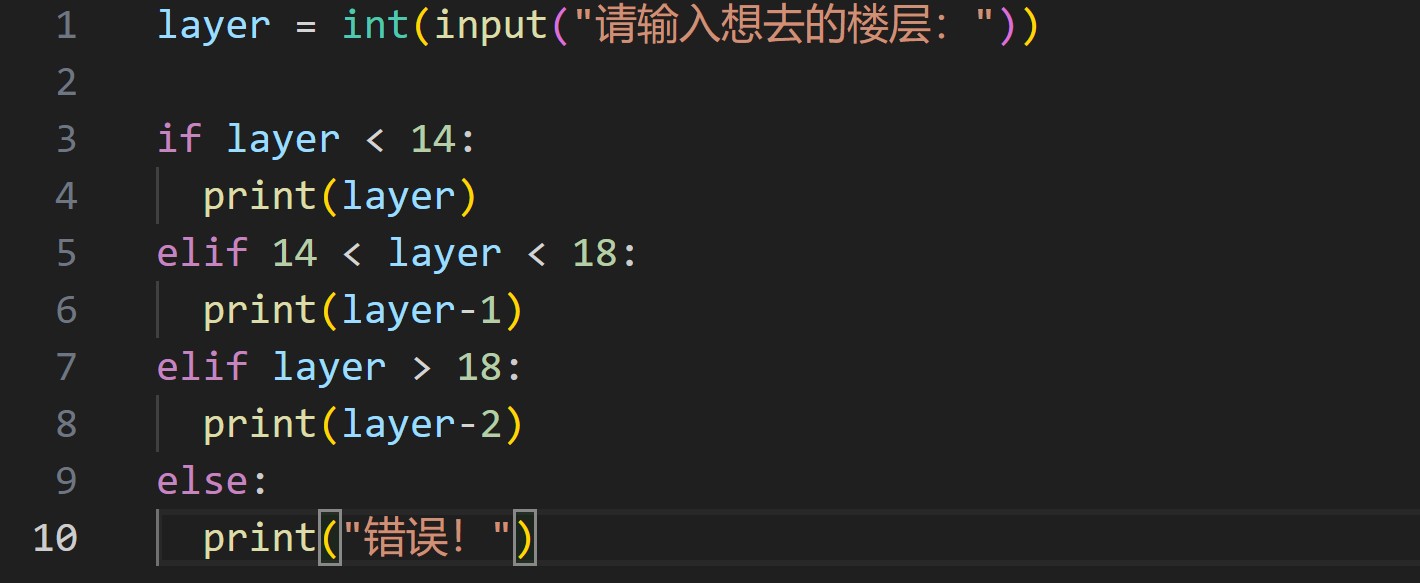 1 layer = int(input("请输入想去的楼层："))
2
3 if layer < 14:
4   print(layer)
5 elif 14 < layer < 18:
6   print(layer-1)
7 elif layer > 18:
8   print(layer-2)
9 else:
10   print("错误！")